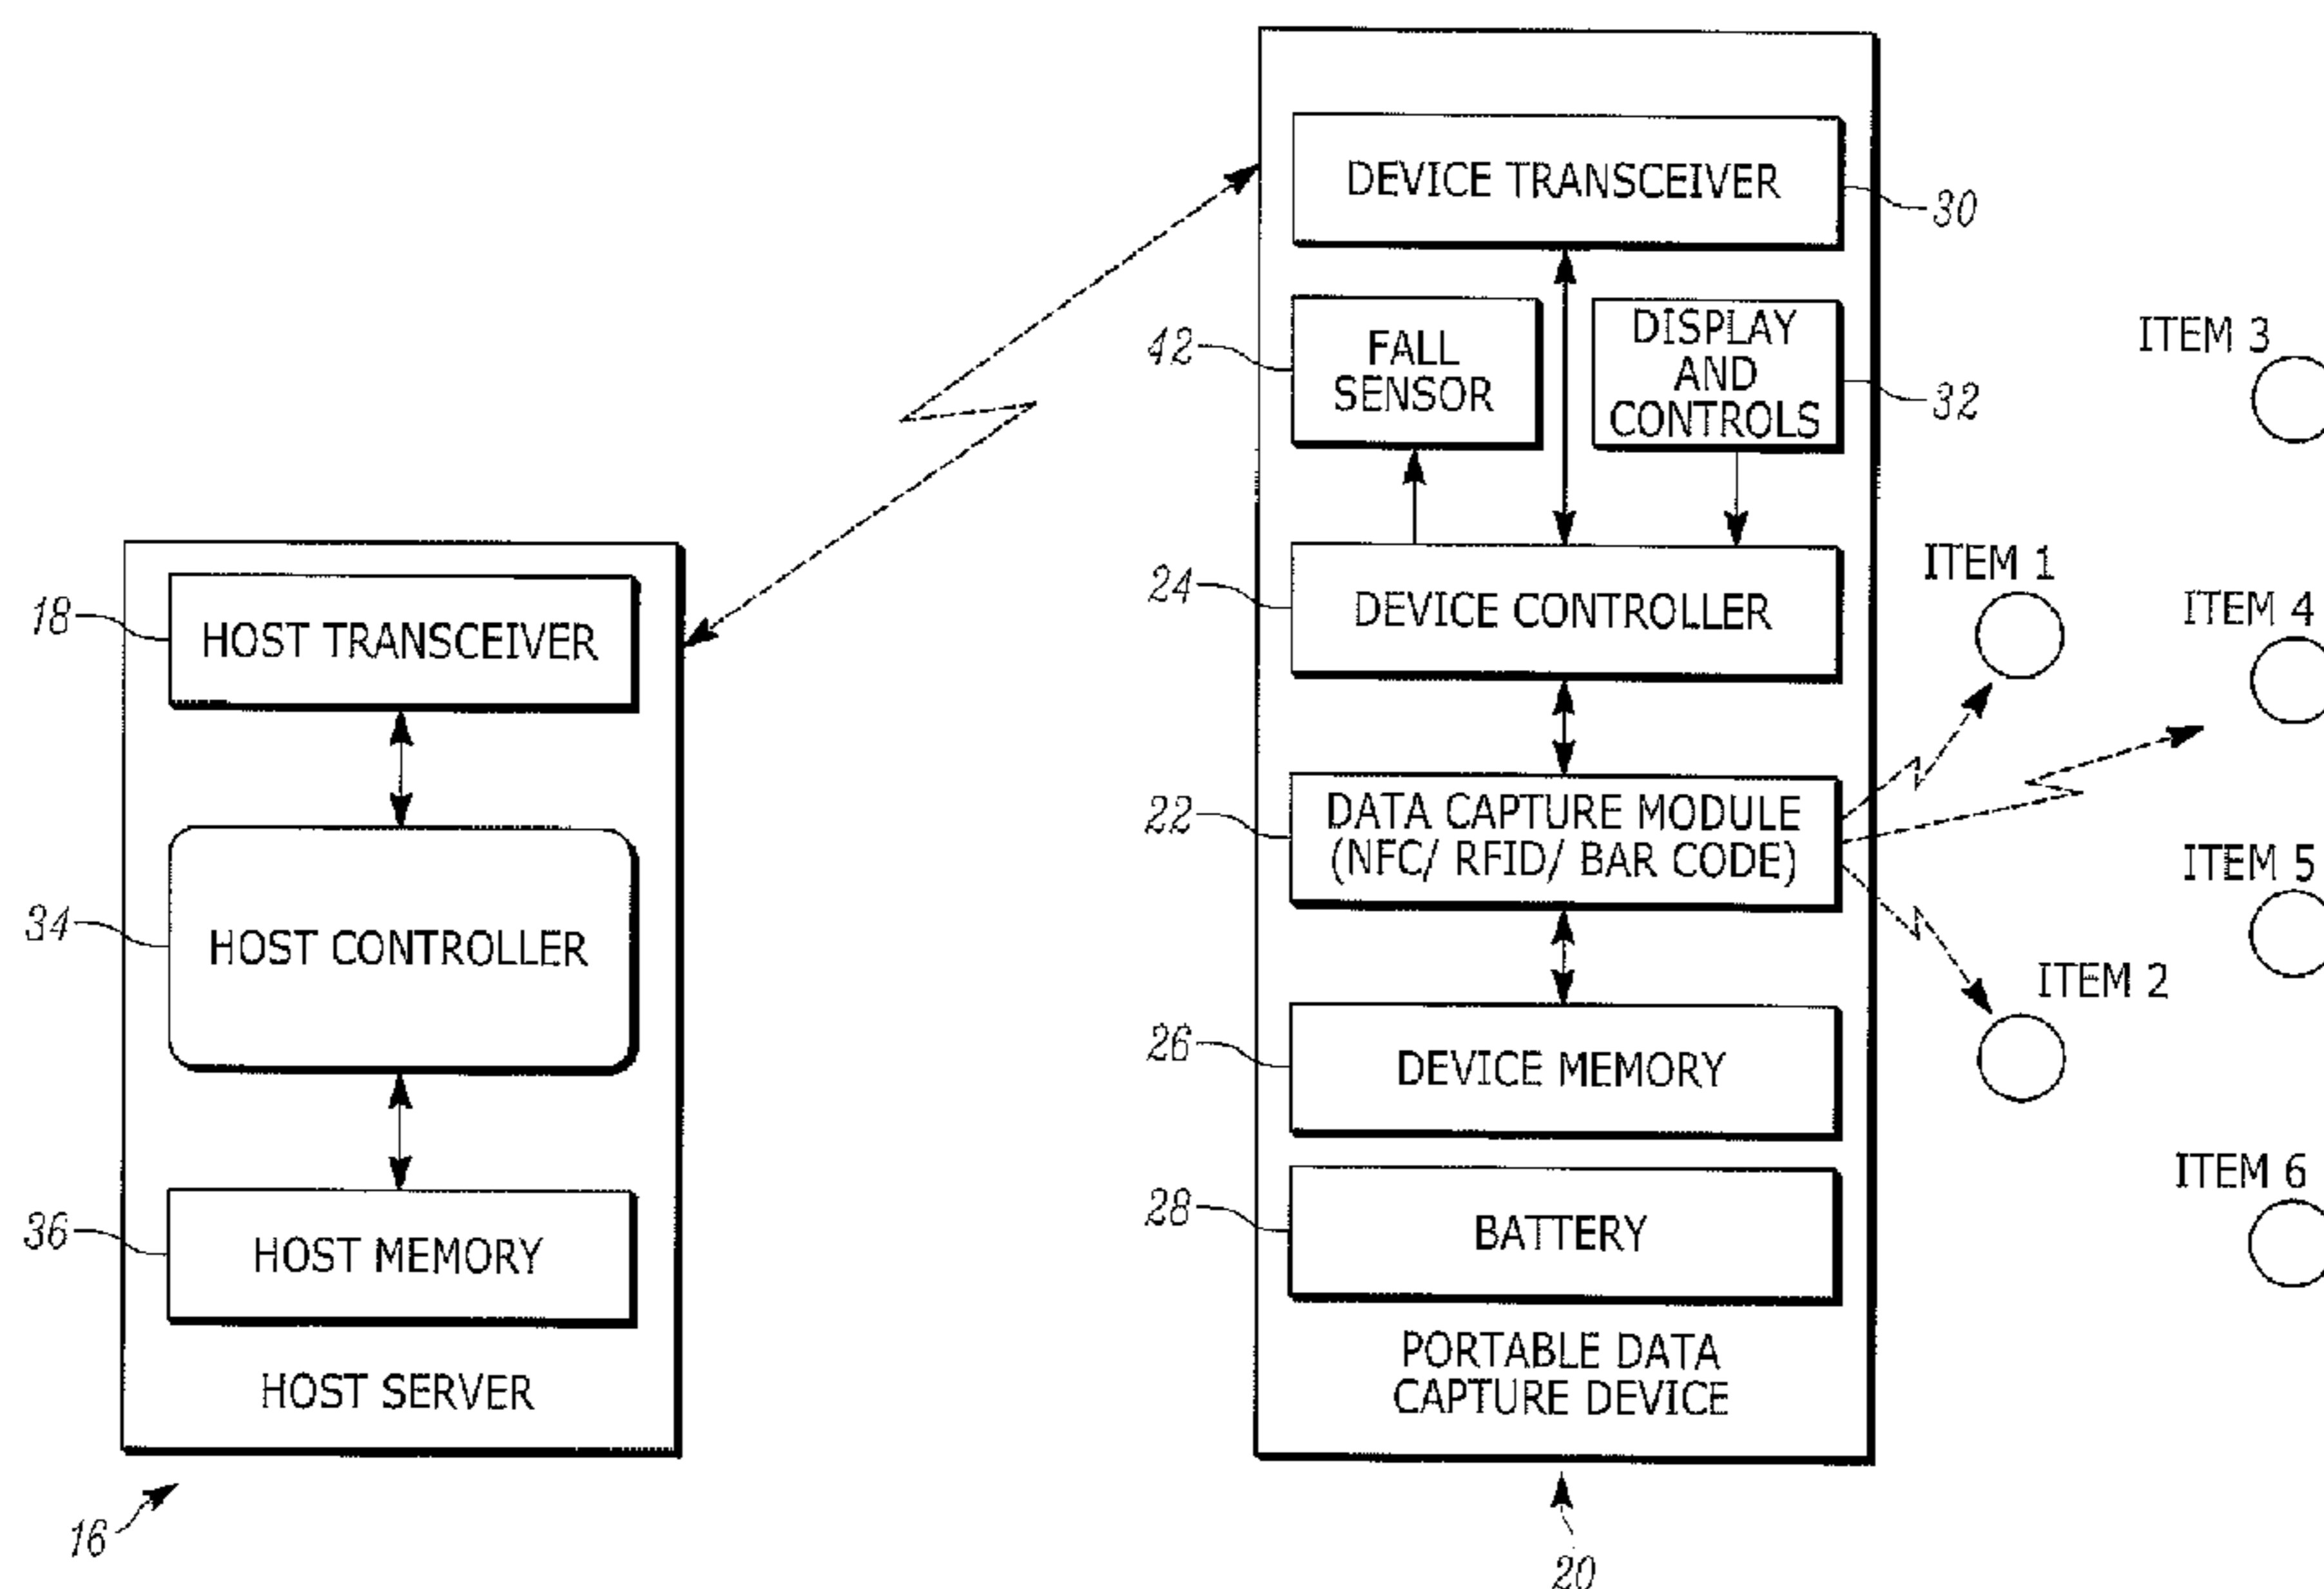 18
HOST TRANSCEIVER
34
HOST CONTROLLER
36
HOST MEMORY
HOST SERVER
16
DEVICE TRANSCEIVER
30
42
FALL
SENSOR
DISPLAY
AND
CONTROLS
32
24
DEVICE CONTROLLER
22
DATA CAPTURE MODULE
(NFC/ RFID/ BAR CODE)
26
DEVICE MEMORY
28
BATTERY
PORTABLE DATA
CAPTURE DEVICE
20
ITEM 3
ITEM 1
ITEM 4
ITEM 5
ITEM 2
ITEM 6